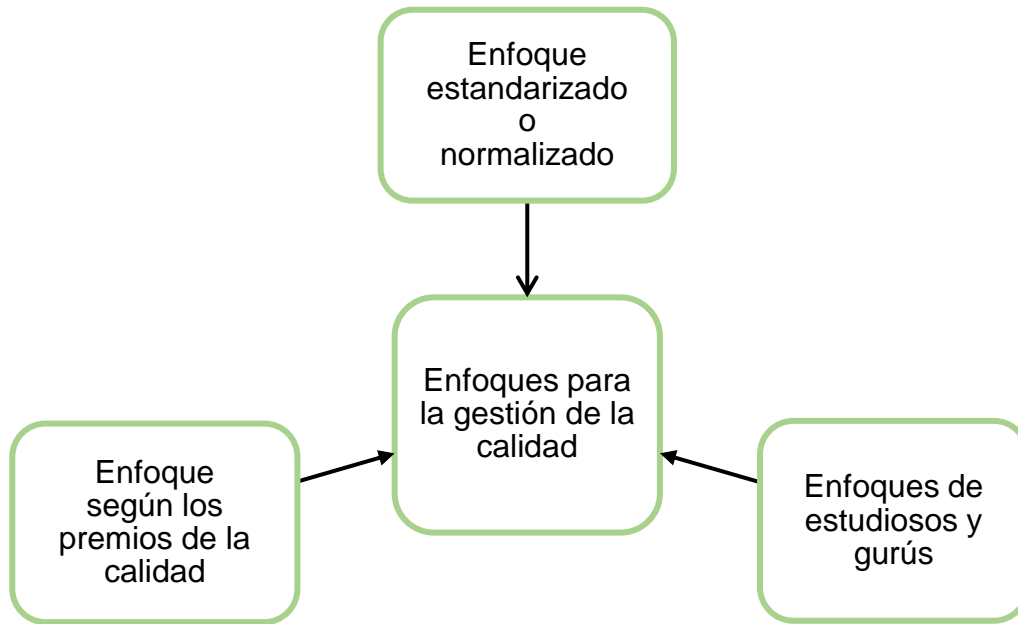 Enfoque
estandarizado
o
normalizado
Enfoques para
la gestión de la
calidad
Enfoque
según los
premios de la
calidad
Enfoques de
estudiosos y
gurús